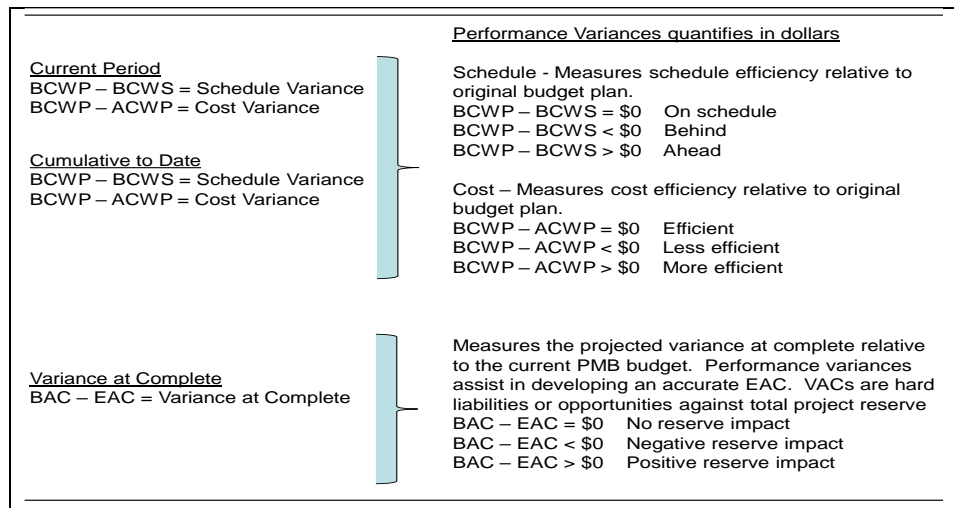 Current Period
BCWP – BCWS = Schedule Variance
BCWP – ACWP = Cost Variance
Cumulative to Date
BCWP – BCWS = Schedule Variance
BCWP – ACWP = Cost Variance
Performance Variances quantifies in dollars
Schedule - Measures schedule efficiency relative to
original budget plan.
BCWP – BCWS = $0 On schedule
BCWP – BCWS < $0 Behind
BCWP – BCWS > $0 Ahead
Cost – Measures cost efficiency relative to original
budget plan.
BCWP – ACWP = $0 Efficient
BCWP – ACWP < $0 Less efficient
BCWP – ACWP > $0 More efficient
Variance at Complete
BAC – EAC = Variance at Complete
Measures the projected variance at complete relative
to the current PMB budget. Performance variances
assist in developing an accurate EAC. VACs are hard
liabilities or opportunities against total project reserve
BAC – EAC = $0 No reserve impact
BAC – EAC < $0 Negative reserve impact
BAC – EAC > $0 Positive reserve impact